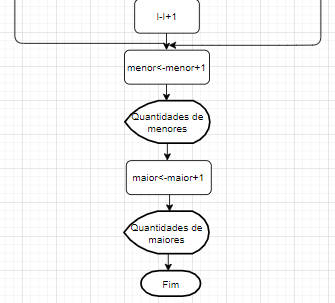 I-I+1
menor<-menor+1
Quantidades de
menores
maior<-maior+1
Quantidades de
maiores
Fim